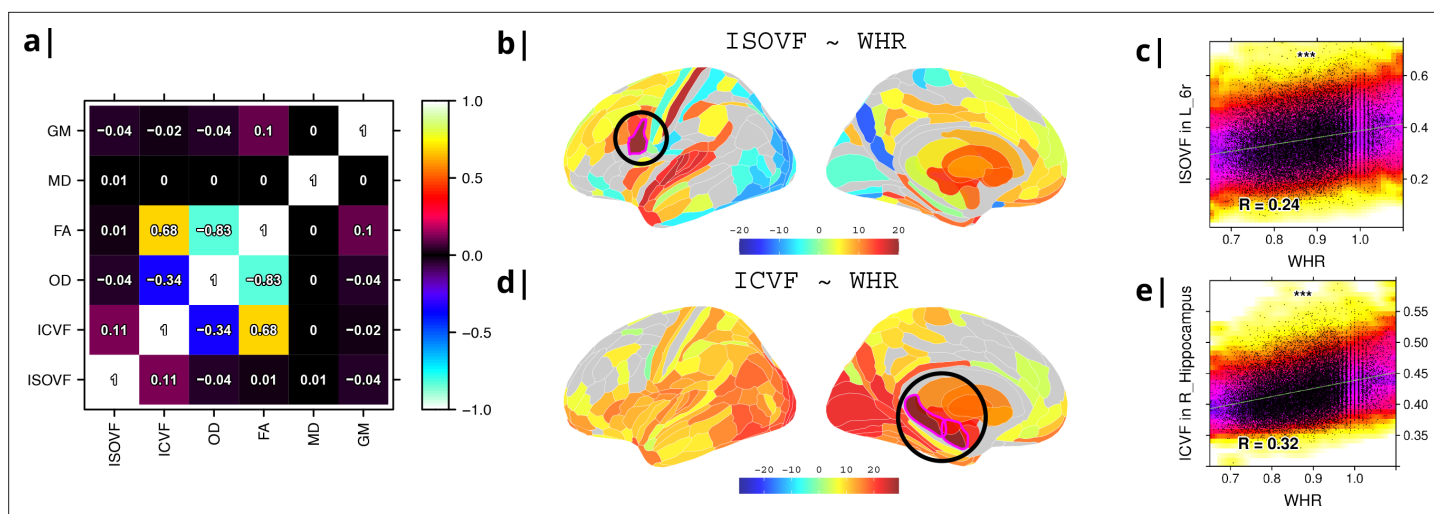 a|
1.0
0.5
0.0
−0.5
−1.0
GM −0.04 −0.02 −0.04 0.1 0 1
MD 0.01 0 0 0 1 0
FA 0.01 0.68 −0.83 1 0 0.1
OD −0.04 −0.34 1 −0.83 0 −0.04
ICVF 0.11 1 −0.34 0.68 0 −0.02
ISOVF 1 0.11 −0.04 0.01 0.01 −0.04
ISOVF ICVF OD FA MD GM
b|
ISOVF ~ WHR
−20 −10 0 10 20
c|
***
ISOVF in L_6r
0.6
0.4
0.2
R = 0.24
0.7 0.8 0.9 1.0
WHR
d|
ICVF ~ WHR
−20 −10 0 10 20
e|
***
ICVF in R_Hippocampus
0.55
0.50
0.45
0.40
0.35
R = 0.32
0.7 0.8 0.9 1.0
WHR